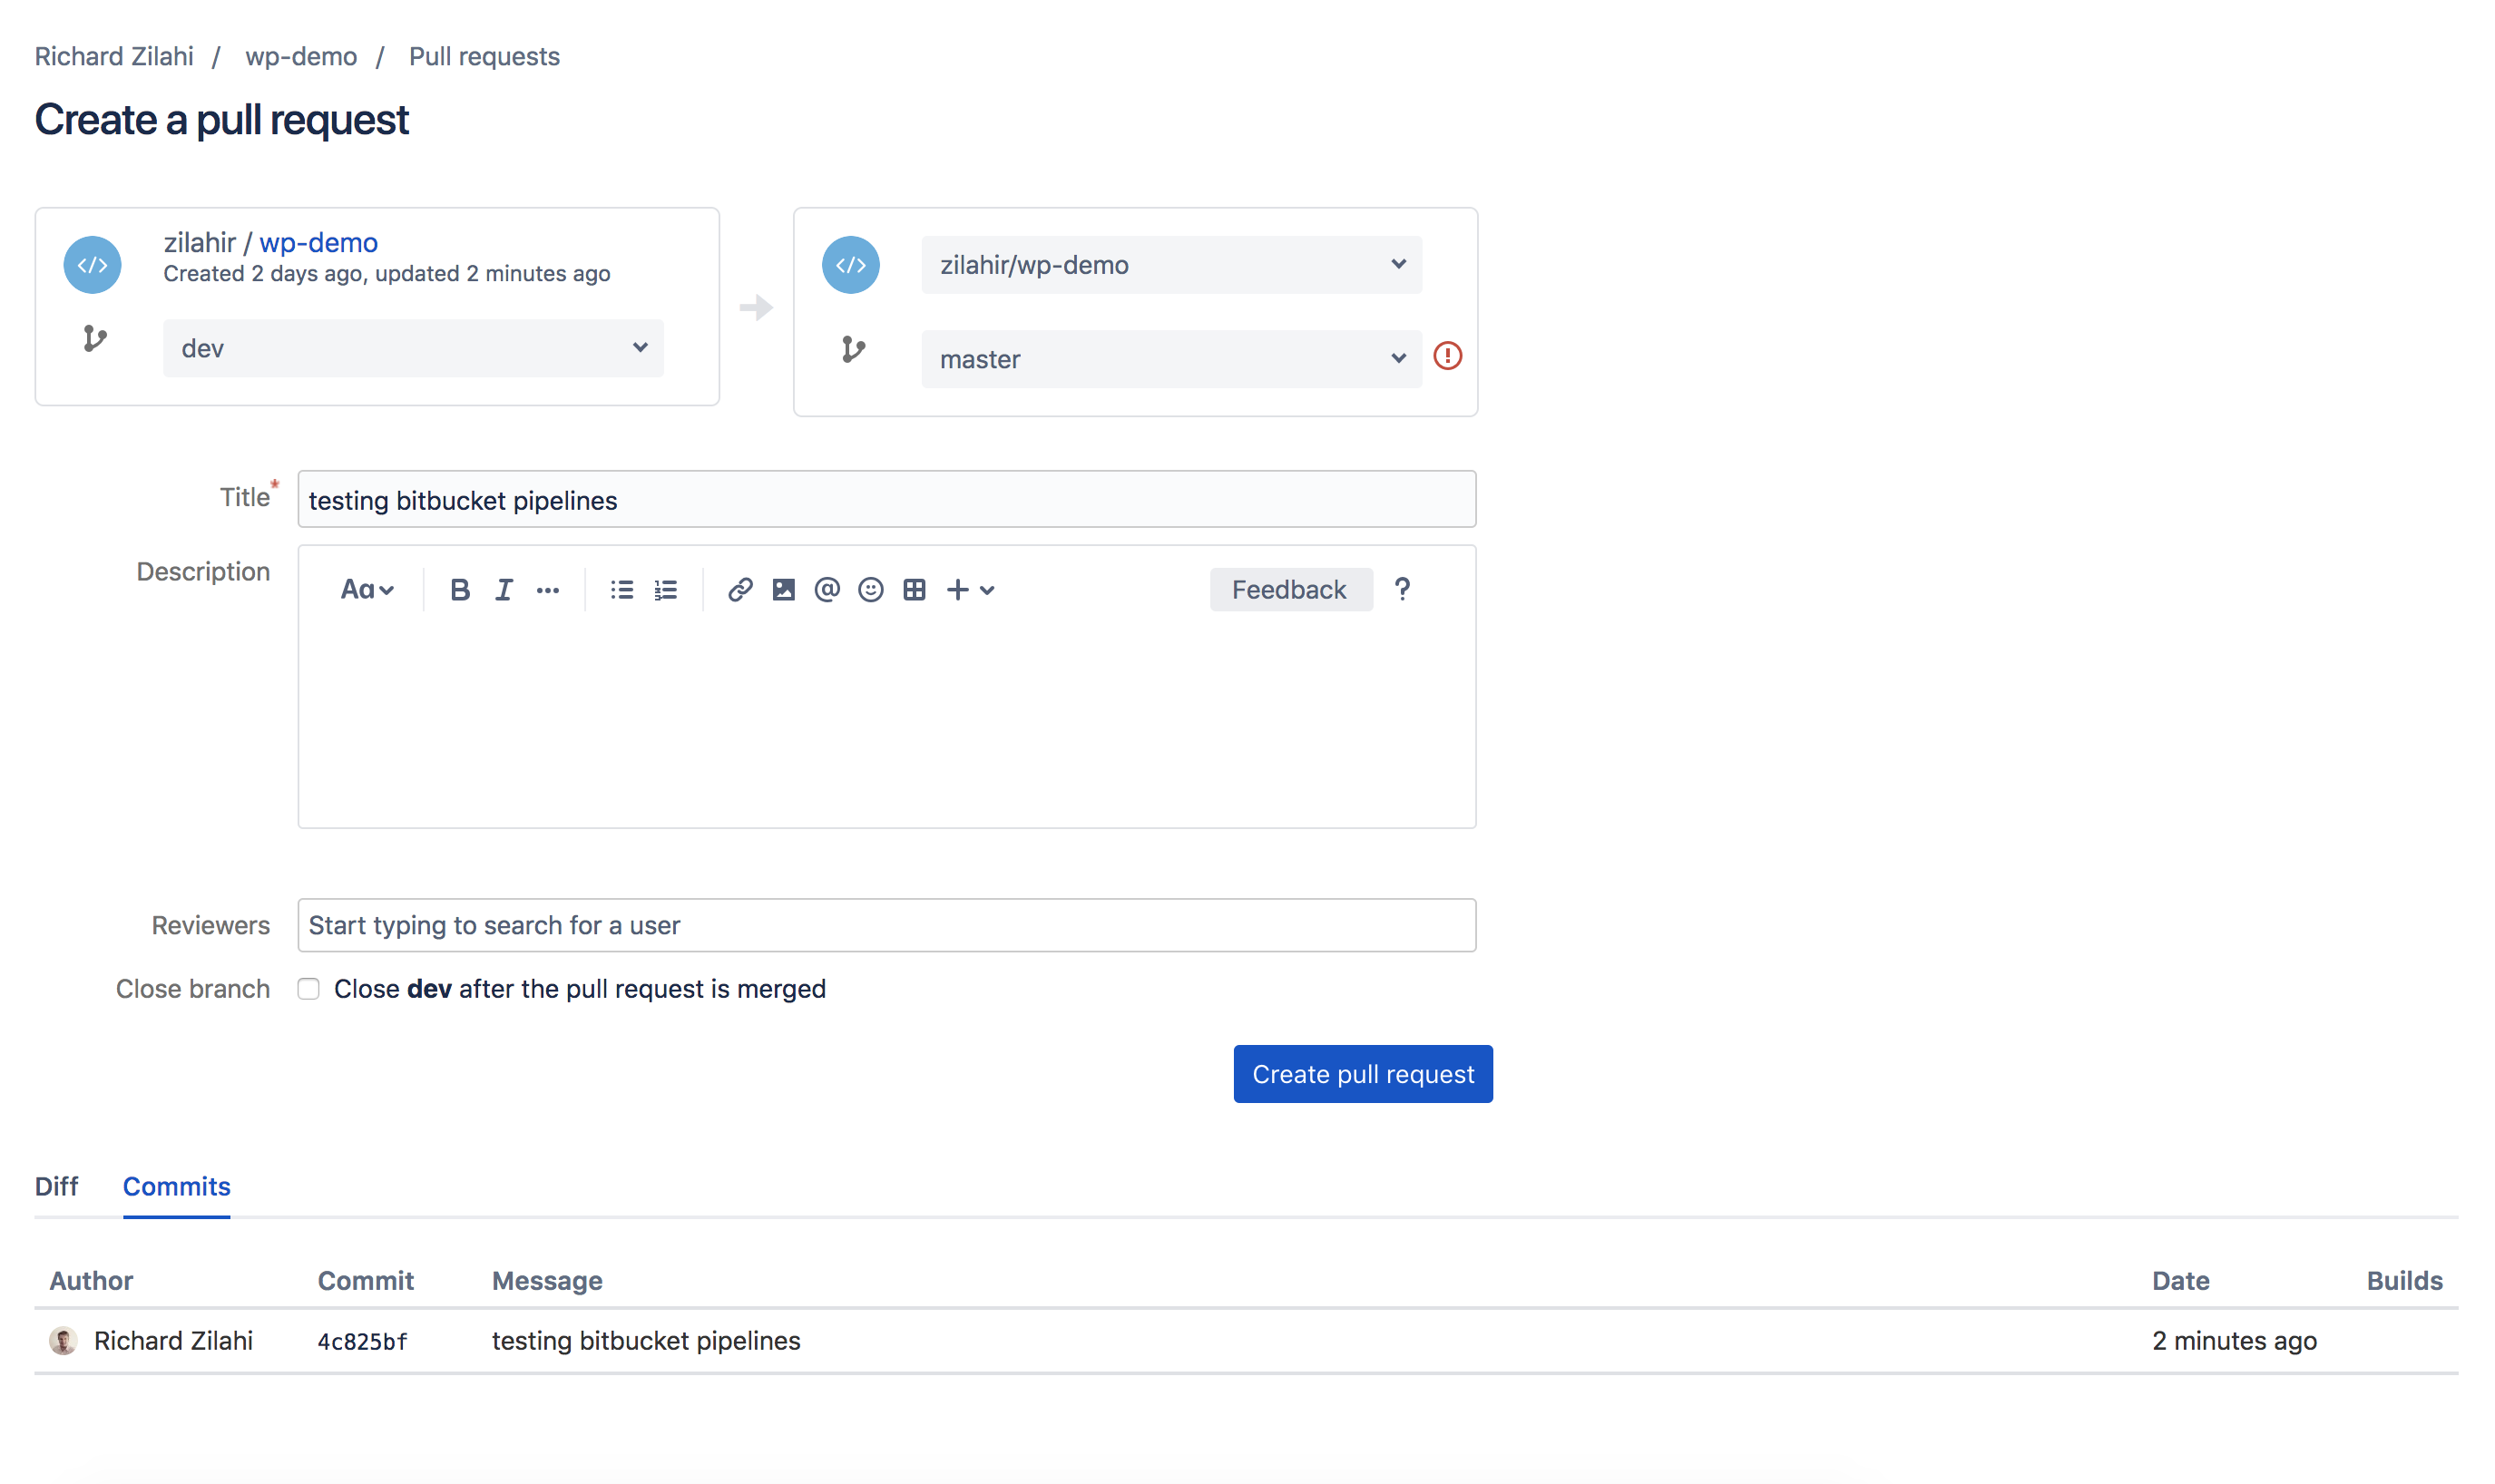 Richard Zilahi / wp-demo / Pull requests
Create a pull request
zilahir / wp-demo
Created 2 days ago, updated 2 minutes ago
dev
zilahir/wp-demo
master
Title*
testing bitbucket pipelines
Description
Aa B I ••• @ + Feedback ?
Reviewers
Start typing to search for a user
Close branch
Close dev after the pull request is merged
Create pull request
Diff Commits
Author Commit Message Date Builds
Richard Zilahi 4c825bf testing bitbucket pipelines 2 minutes ago